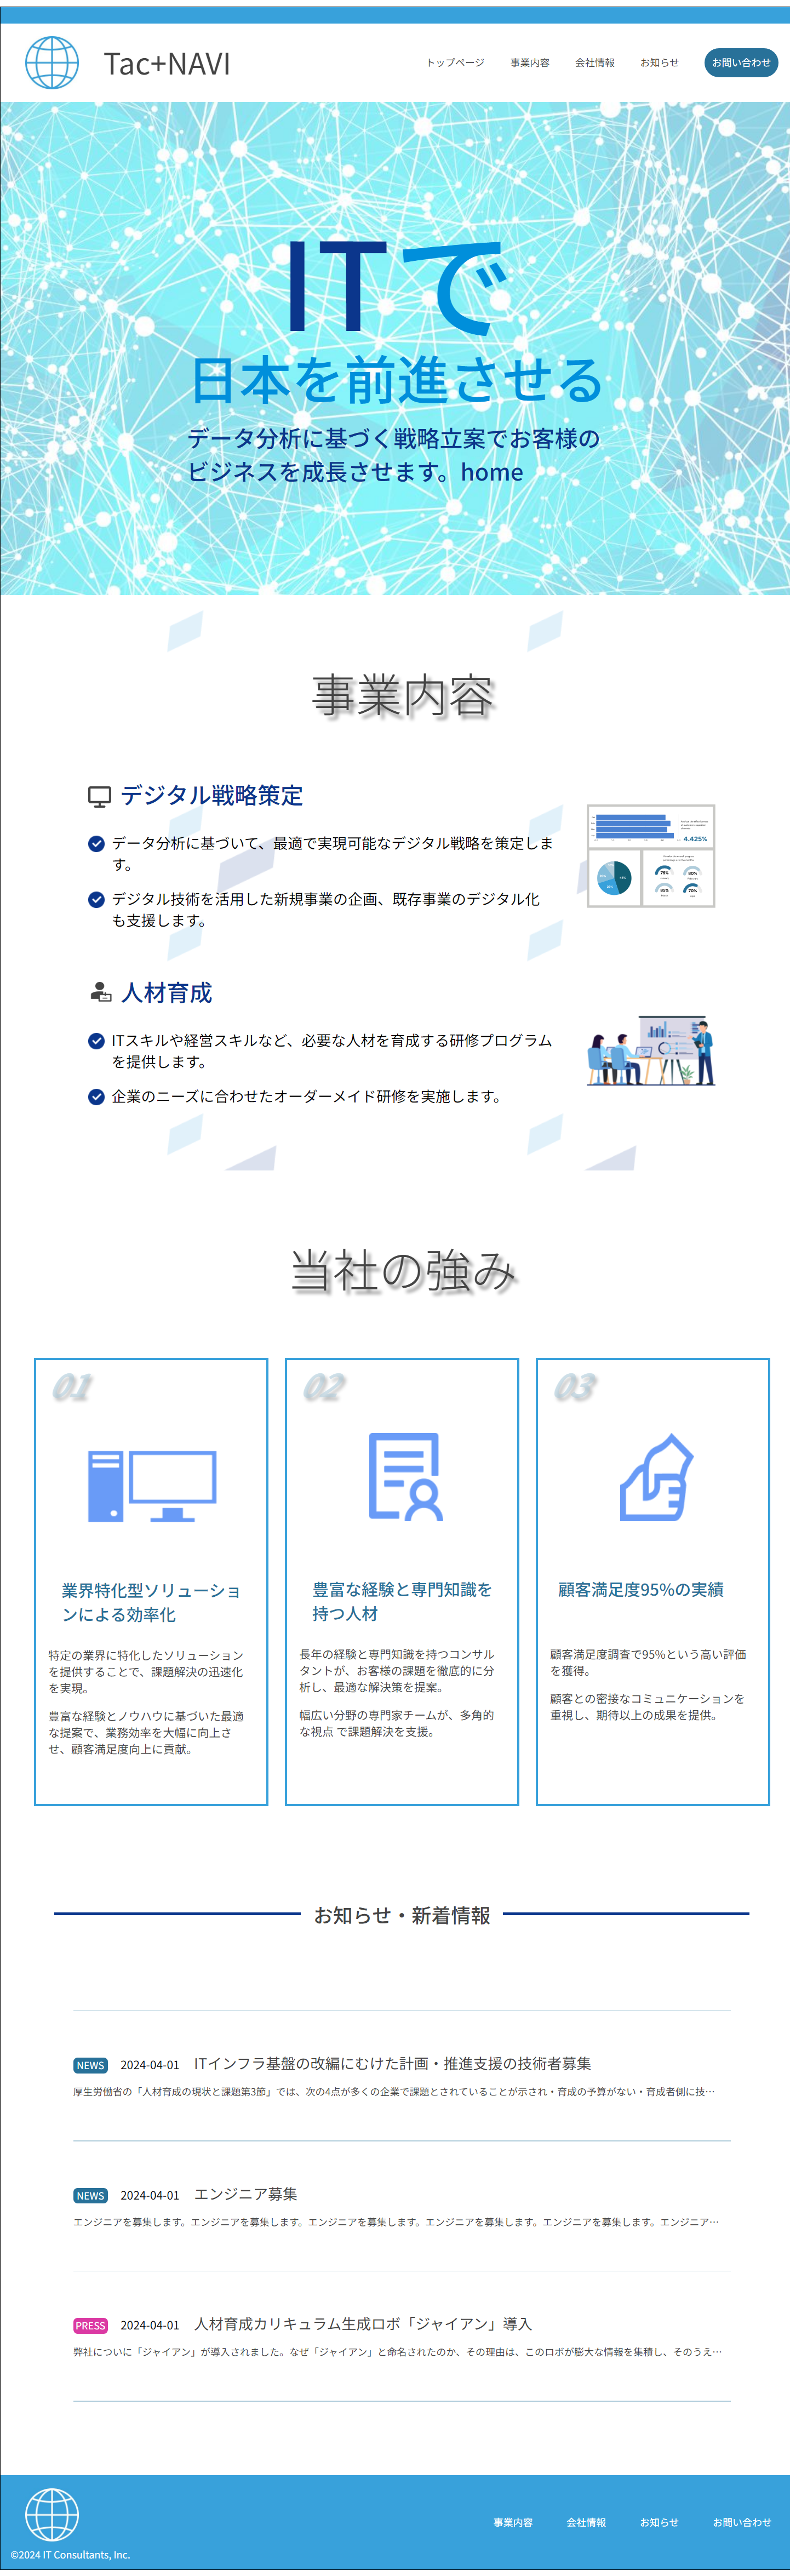 Tac+NAVI
トップページ
事業内容
会社情報
お知らせ
お問い合わせ
ITで
日本を前進させる
データ分析に基づく戦略立案でお客様の
ビジネスを成長させます。home
事業内容
デジタル戦略策定
データ分析に基づいて、最適で実現可能なデジタル戦略を策定しま
す。
デジタル技術を活用した新規事業の企画、既存事業のデジタル化
も支援します。
4.425%
75%
80%
85%
70%
人材育成
ITスキルや経営スキルなど、必要な人材を育成する研修プログラム
を提供します。
企業のニーズに合わせたオーダーメイド研修を実施します。
当社の強み
01
業界特化型ソリューショ
ンによる効率化
特定の業界に特化したソリューション
を提供することで、課題解決の迅速化
を実現。
豊富な経験とノウハウに基づいた最適
な提案で、業務効率を大幅に向上さ
せ、顧客満足度向上に貢献。
02
豊富な経験と専門知識を
持つ人材
長年の経験と専門知識を持つコンサル
タントが、お客様の課題を徹底的に分
析し、最適な解決策を提案。
幅広い分野の専門家チームが、多角的
な視点 で課題解決を支援。
03
顧客満足度95%の実績
顧客満足度調査で95%という高い評価
を獲得。
顧客との密接なコミュニケーションを
重視し、期待以上の成果を提供。
お知らせ・新着情報
NEWS 2024-04-01 ITインフラ基盤の改編にむけた計画・推進支援の技術者募集
厚生労働省の「人材育成の現状と課題第3節」では、次の4点が多くの企業で課題とされていることが示され・育成の予算がない・育成者側に技…
NEWS 2024-04-01 エンジニア募集
エンジニアを募集します。エンジニアを募集します。エンジニアを募集します。エンジニアを募集します。エンジニアを募集します。エンジニア…
PRESS 2024-04-01 人材育成カリキュラム生成ロボ「ジャイアン」導入
弊社についに「ジャイアン」が導入されました。なぜ「ジャイアン」と命名されたのか、その理由は、このロボが膨大な情報を集積し、そのうえ…
事業内容
会社情報
お知らせ
お問い合わせ
©2024 IT Consultants, Inc.